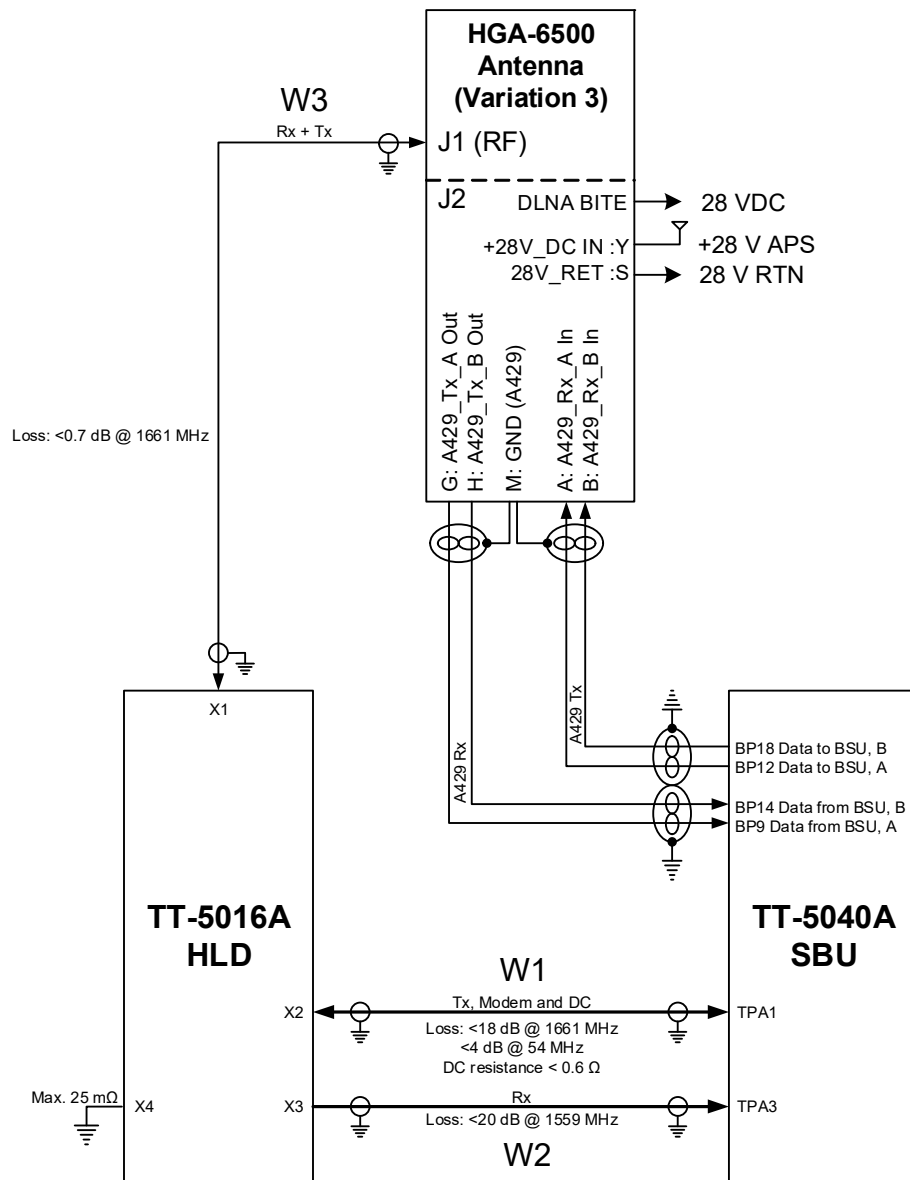 HGA-6500
Antenna
(Variation 3)
W3
Rx + Tx
J1 (RF)
J2
DLNA BITE
28 VDC
+28V_DC IN :Y
+28 V APS
28V_RET :S
28 V RTN
G: A429_Tx_A Out
H: A429_Tx_B Out
M: GND (A429)
A: A429_Rx_A In
B: A429_Rx_B In
Loss: <0.7 dB @ 1661 MHz
X1
A429 Rx
A429 Tx
BP18 Data to BSU, B
BP12 Data to BSU, A
BP14 Data from BSU, B
BP9 Data from BSU, A
TT-5016A
HLD
TT-5040A
SBU
W1
Tx, Modem and DC
X2
TPA1
Loss: <18 dB @ 1661 MHz
<4 dB @ 54 MHz
DC resistance < 0.6 Ω
Max. 25 mΩ
X4
X3
Rx
TPA3
Loss: <20 dB @ 1559 MHz
W2